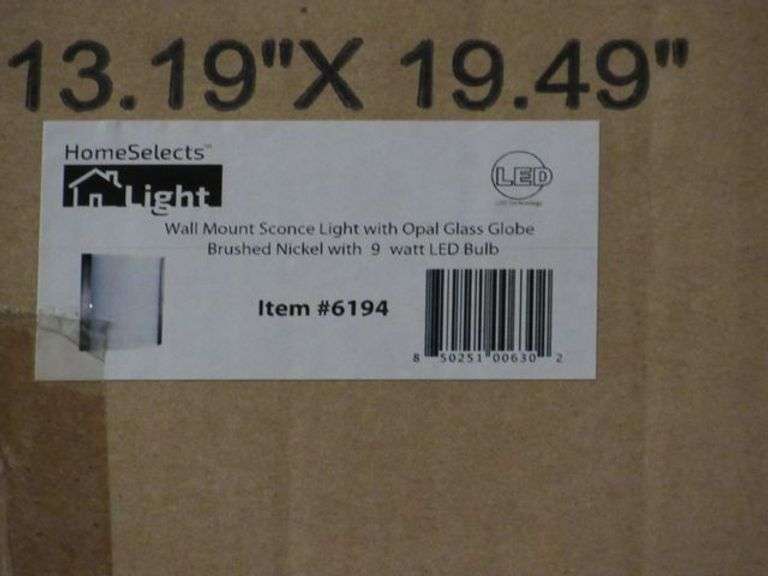 13.19"X 19.49"
HomeSelects™
Light
LED
Wall Mount Sconce Light with Opal Glass Globe
Brushed Nickel with 9 watt LED Bulb
Item #6194
8 50251 00630 2